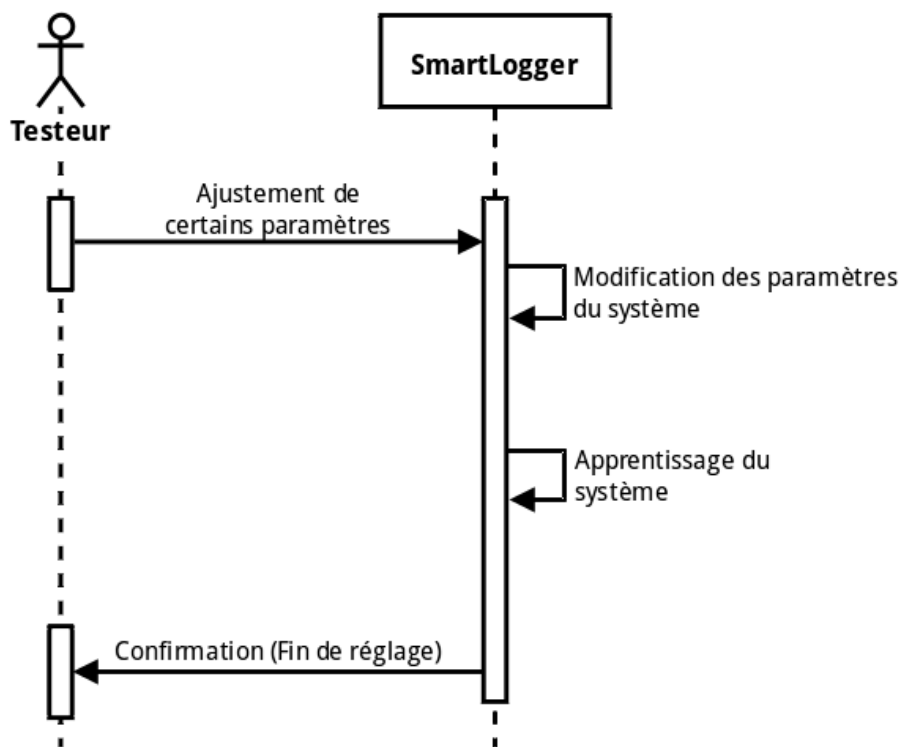 SmartLogger
Testeur
Ajustement de
certains paramètres
Modification des paramètres
du système
Apprentissage du
système
Confirmation (Fin de réglage)